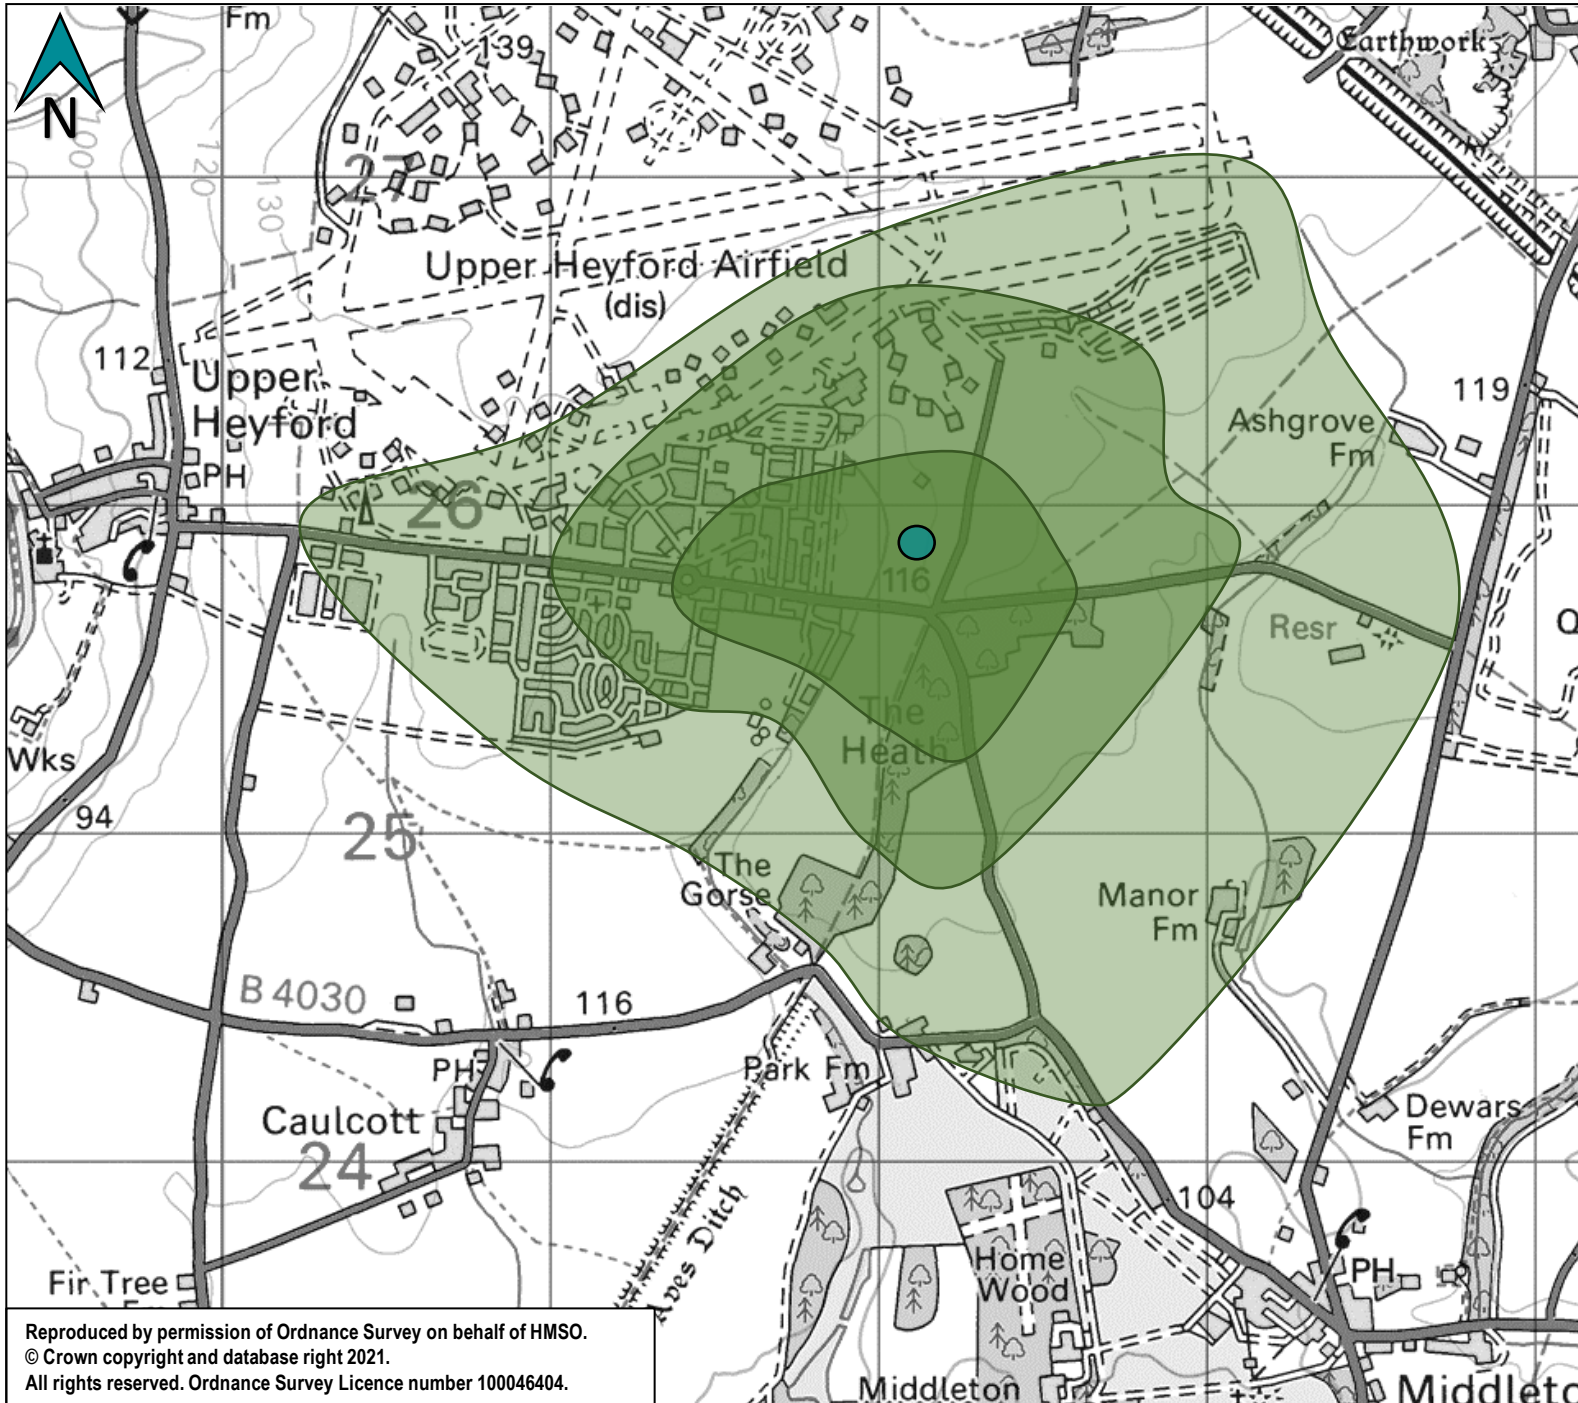 Fm
139
Earthwork
N
100
120
130
27
Upper Heyford Airfield
(dis)
112
Upper
Heyford
119
Ashgrove
Fm
PH
26
116
Resr
Q
The
Heath
Wks
94
25
The
Gorse
Manor
Fm
B 4030
116
PH
Park Fm
Caulcott
24
Dewars
Fm
Aves Ditch
104
Home
Wood
PH
Fir Tree
Middleton
Reproduced by permission of Ordnance Survey on behalf of HMSO.
© Crown copyright and database right 2021.
All rights reserved. Ordnance Survey Licence number 100046404.